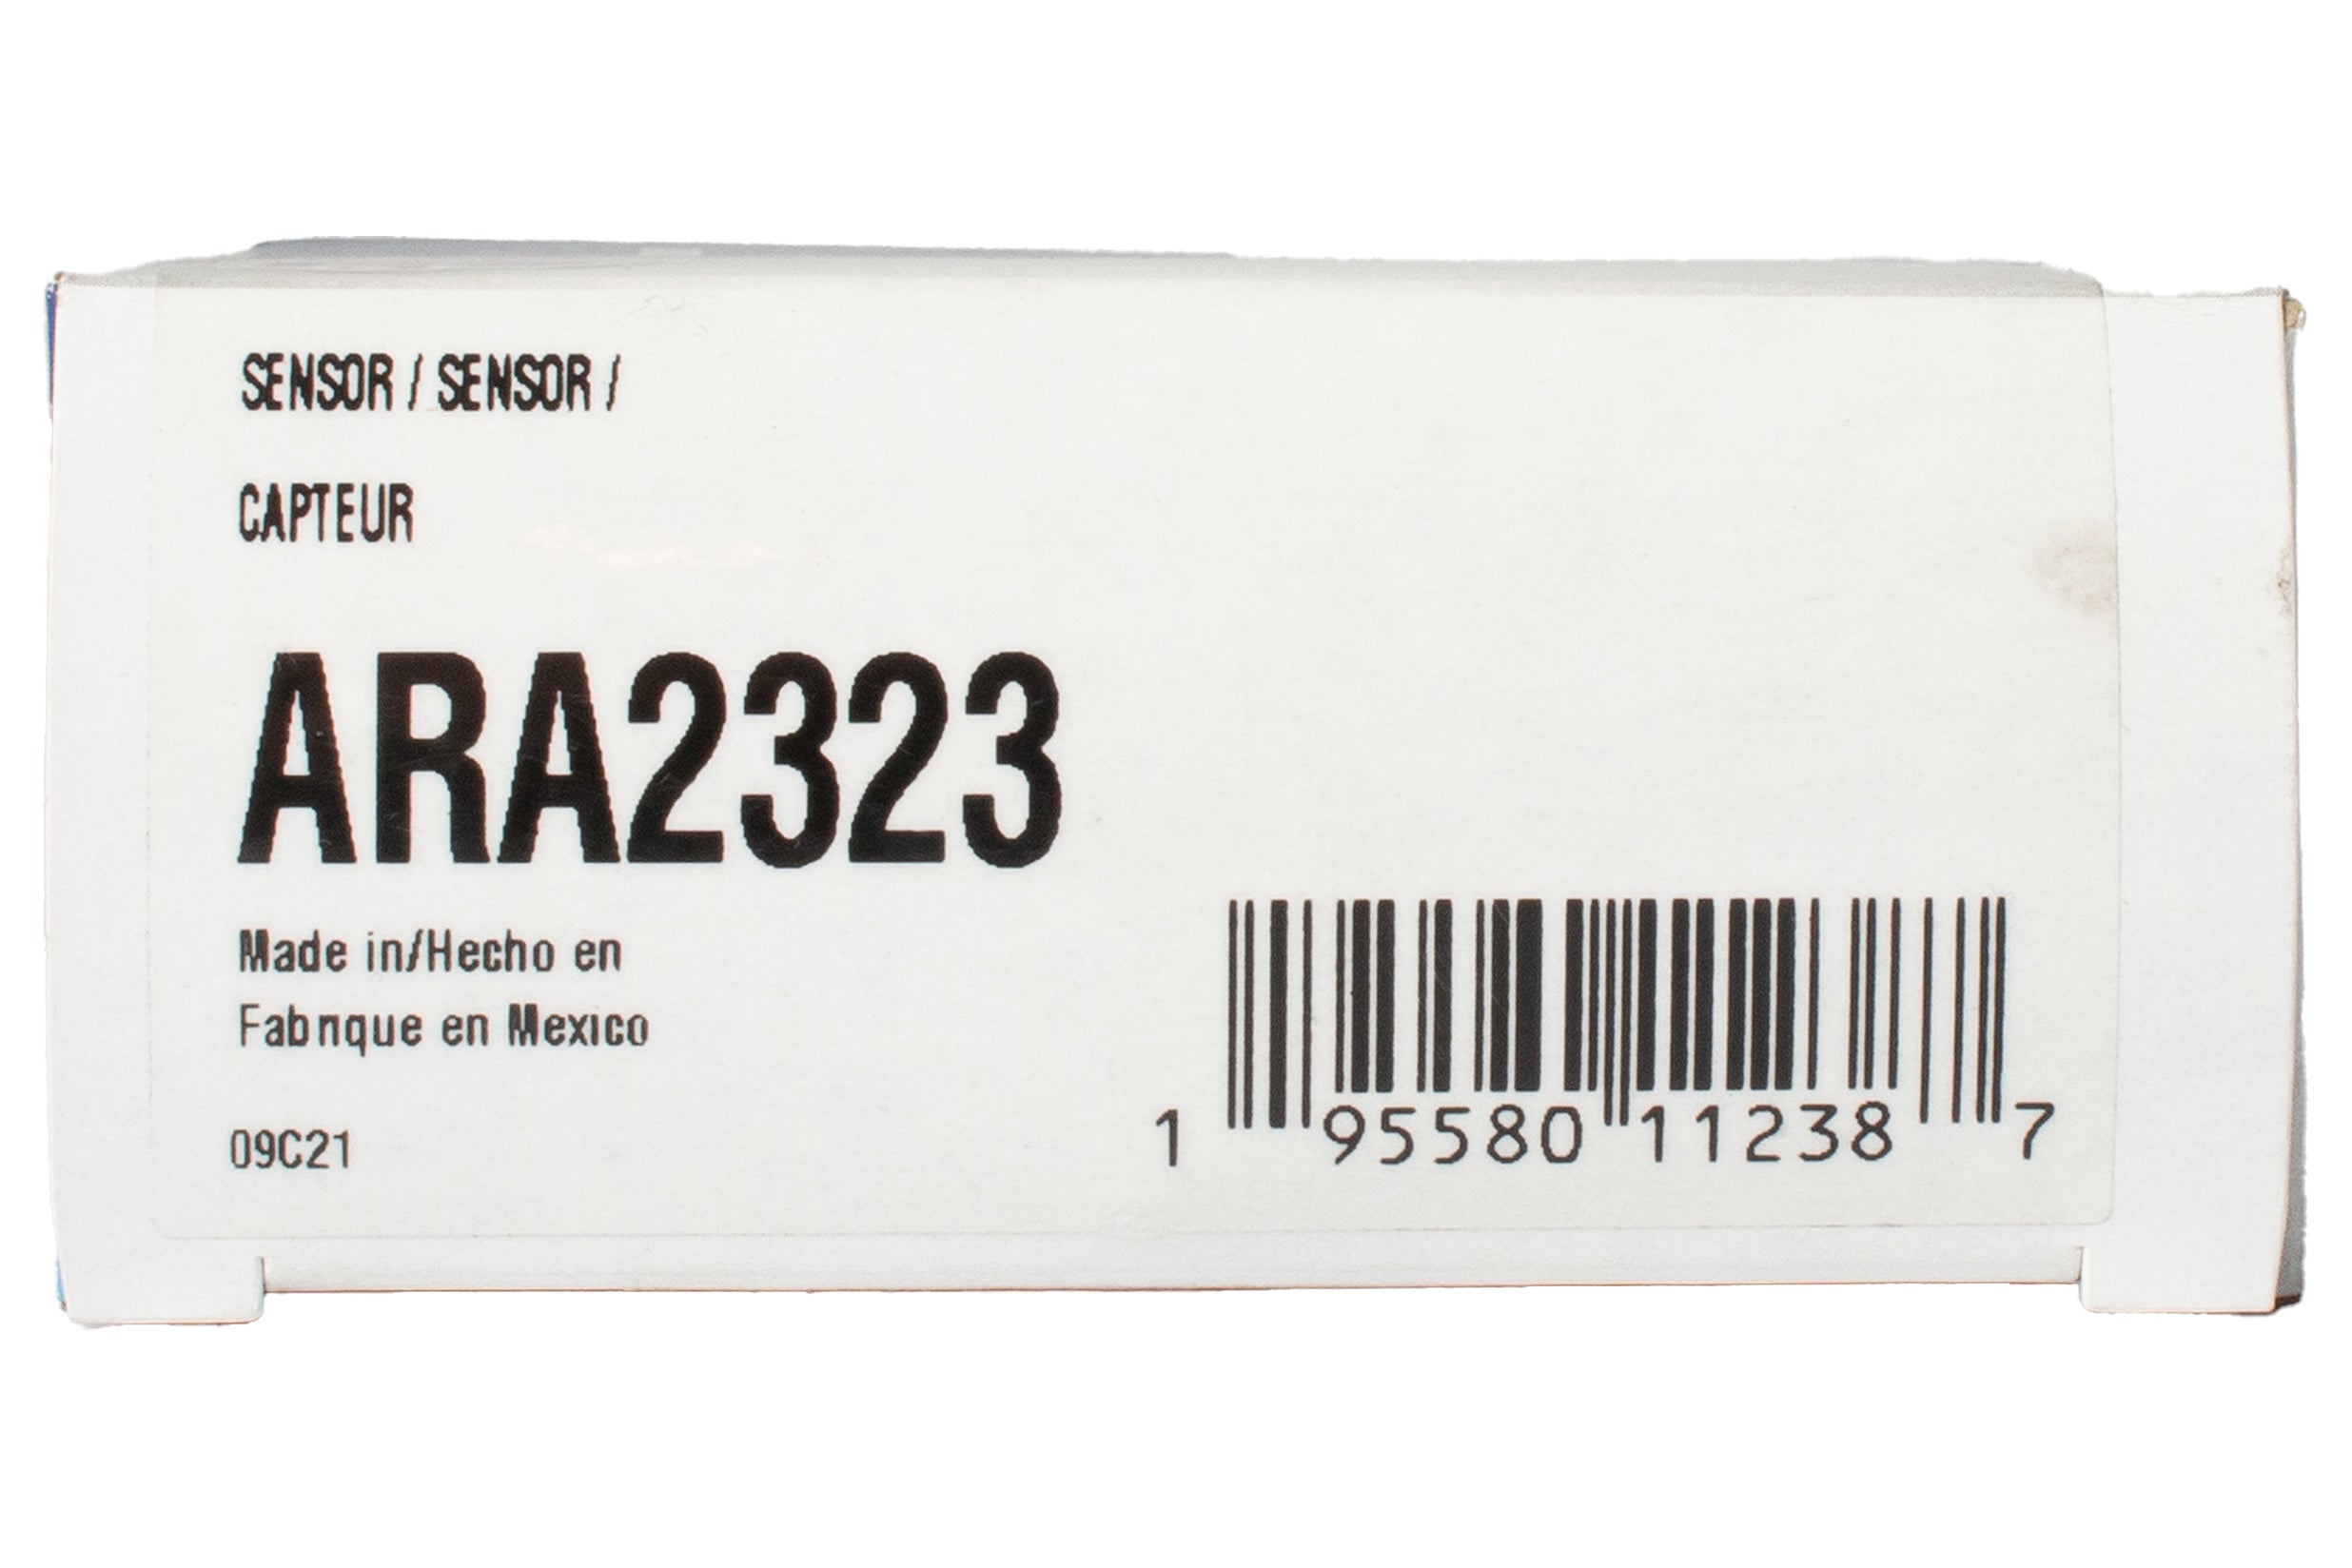 SENSOR / SENSOR /
CAPTEUR
ARA2323
Made in/Hecho en
Fabrique en Mexico
09C21
1 95580 11238 7